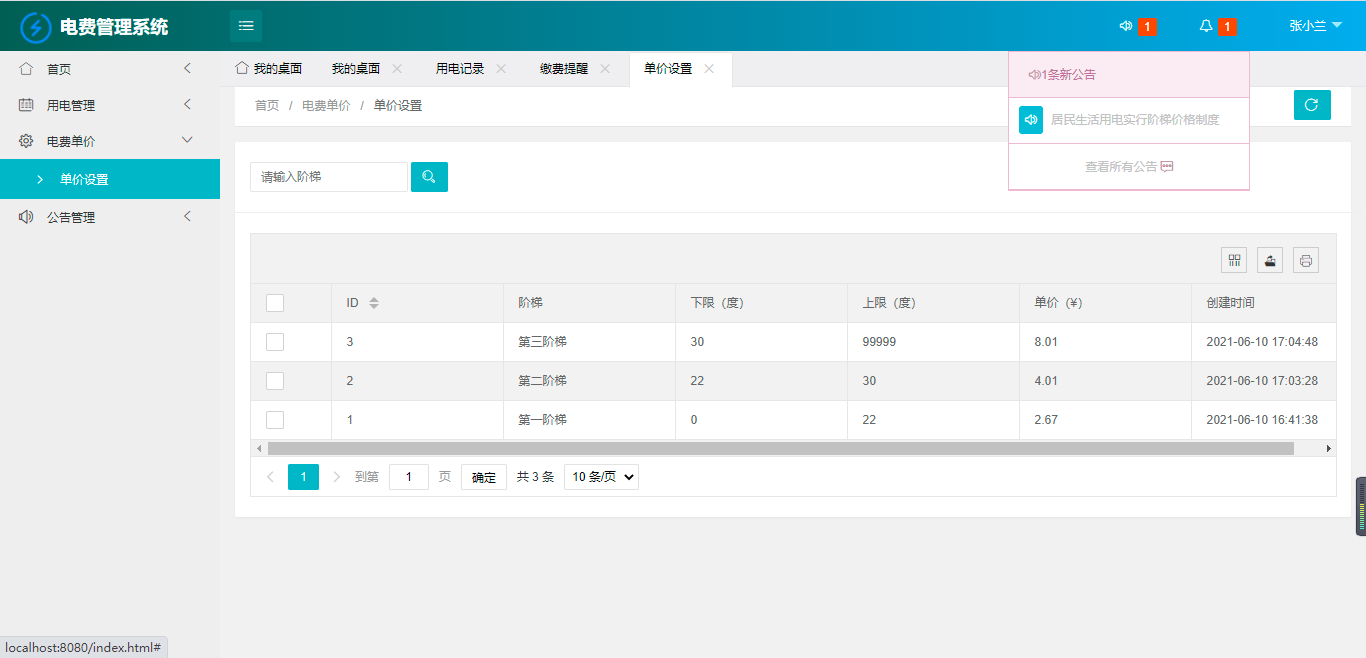 电费管理系统
1
1
张小兰
首页
用电管理
电费单价
单价设置
公告管理
我的桌面
我的桌面
用电记录
缴费提醒
单价设置
首页 / 电费单价 / 单价设置
1条新公告
居民生活用电实行阶梯价格制度
查看所有公告
请输入阶梯
ID 阶梯 下限（度） 上限（度） 单价（¥） 创建时间
3 第三阶梯 30 99999 8.01 2021-06-10 17:04:48
2 第二阶梯 22 30 4.01 2021-06-10 17:03:28
1 第一阶梯 0 22 2.67 2021-06-10 16:41:38
1 到第 1 页 确定 共 3 条 10 条/页
localhost:8080/index.html#